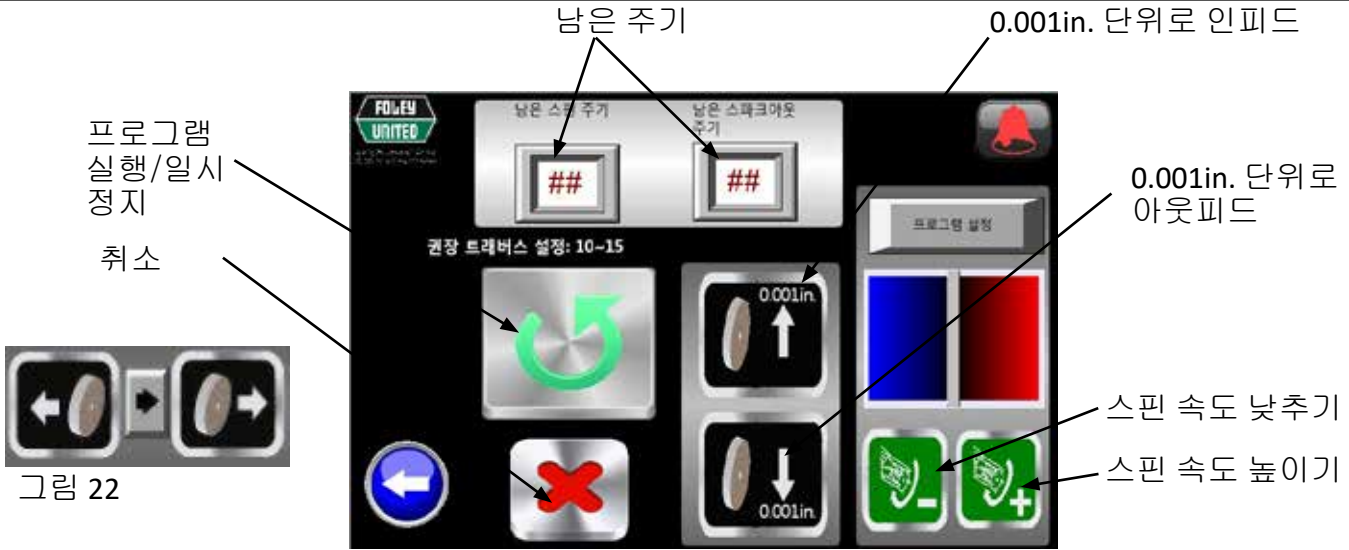 남은 주기
0.001in. 단위로 인피드
프로그램
실행/일시
정지
취소
FOLEY
UNITED
남은 스핀 주기
남은 스파크아웃
주기
##
##
0.001in. 단위로
아웃피드
프로그램 설정
권장 트래버스 설정: 10~15
0.001in.
0.001in.
스핀 속도 낮추기
스핀 속도 높이기
그림 22